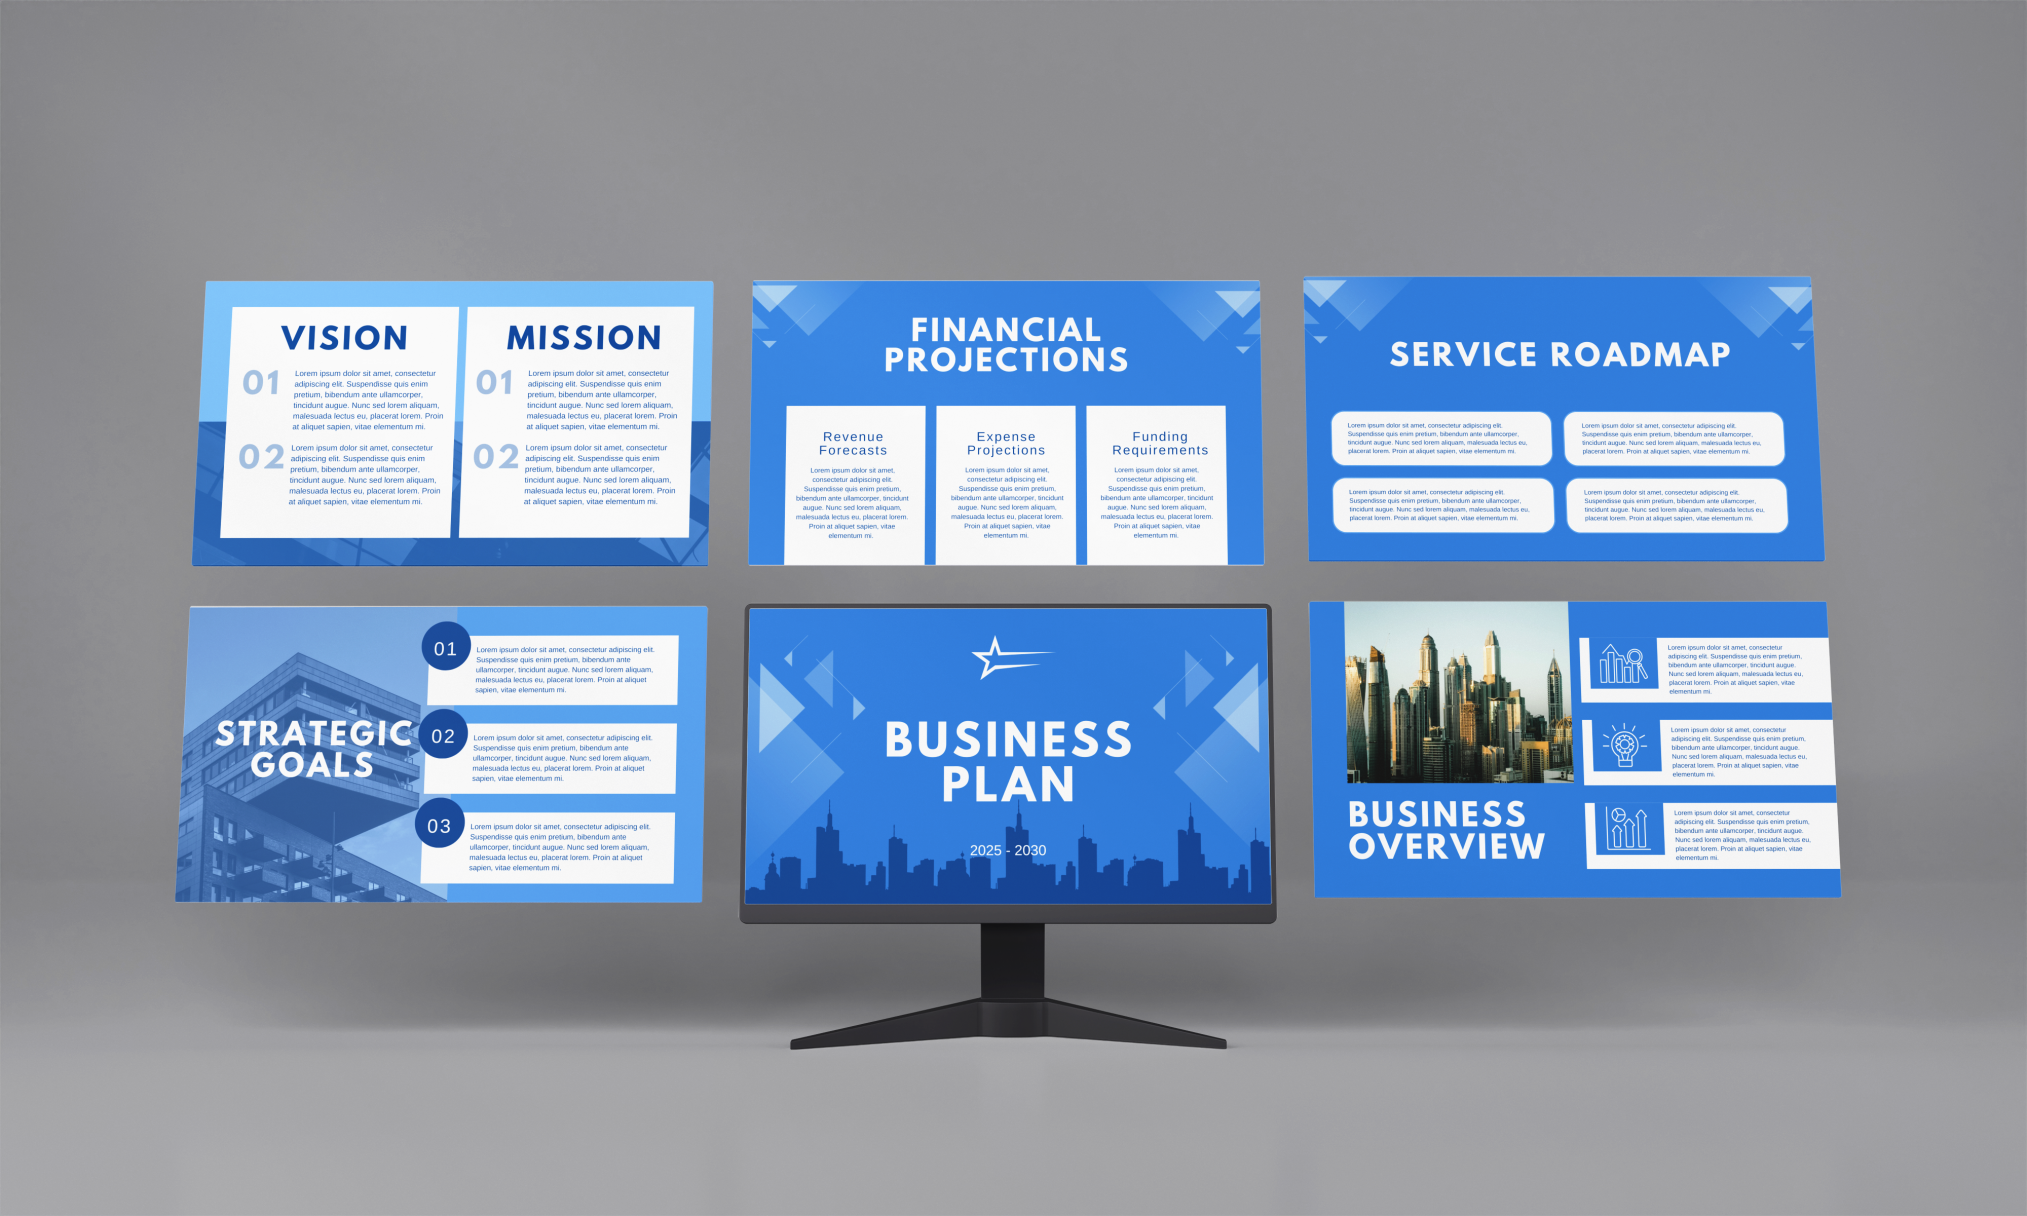 VISION
01
Lorem ipsum dolor sit amet, consectetur
adipiscing elit. Suspendisse quis enim
pretium, bibendum ante ullamcorper,
tincidunt augue. Nunc sed lorem aliquam,
malesuada lectus eu, placerat lorem. Proin
at aliquet sapien, vitae elementum mi.
02
Lorem ipsum dolor sit amet, consectetur
adipiscing elit. Suspendisse quis enim
pretium, bibendum ante ullamcorper,
tincidunt augue. Nunc sed lorem aliquam,
malesuada lectus eu, placerat lorem. Proin
at aliquet sapien, vitae elementum mi.
MISSION
01
Lorem ipsum dolor sit amet, consectetur
adipiscing elit. Suspendisse quis enim
pretium, bibendum ante ullamcorper,
tincidunt augue. Nunc sed lorem aliquam,
malesuada lectus eu, placerat lorem. Proin
at aliquet sapien, vitae elementum mi.
02
Lorem ipsum dolor sit amet, consectetur
adipiscing elit. Suspendisse quis enim
pretium, bibendum ante ullamcorper,
tincidunt augue. Nunc sed lorem aliquam,
malesuada lectus eu, placerat lorem. Proin
at aliquet sapien, vitae elementum mi.
FINANCIAL
PROJECTIONS
Revenue
Forecasts
Lorem ipsum dolor sit amet,
consectetur adipiscing elit.
Suspendisse quis enim pretium,
bibendum ante ullamcorper, tincidunt
augue. Nunc sed lorem aliquam,
malesuada lectus eu, placerat lorem.
Proin at aliquet sapien, vitae
elementum mi.
Expense
Projections
Lorem ipsum dolor sit amet,
consectetur adipiscing elit.
Suspendisse quis enim pretium,
bibendum ante ullamcorper, tincidunt
augue. Nunc sed lorem aliquam,
malesuada lectus eu, placerat lorem.
Proin at aliquet sapien, vitae
elementum mi.
Funding
Requirements
Lorem ipsum dolor sit amet,
consectetur adipiscing elit.
Suspendisse quis enim pretium,
bibendum ante ullamcorper, tincidunt
augue. Nunc sed lorem aliquam,
malesuada lectus eu, placerat lorem.
Proin at aliquet sapien, vitae
elementum mi.
SERVICE ROADMAP
Lorem ipsum dolor sit amet, consectetur adipiscing elit.
Suspendisse quis enim pretium, bibendum ante ullamcorper,
tincidunt augue. Nunc sed lorem aliquam, malesuada lectus eu,
placerat lorem. Proin at aliquet sapien, vitae elementum mi.
Lorem ipsum dolor sit amet, consectetur adipiscing elit.
Suspendisse quis enim pretium, bibendum ante ullamcorper,
tincidunt augue. Nunc sed lorem aliquam, malesuada lectus eu,
placerat lorem. Proin at aliquet sapien, vitae elementum mi.
Lorem ipsum dolor sit amet, consectetur adipiscing elit.
Suspendisse quis enim pretium, bibendum ante ullamcorper,
tincidunt augue. Nunc sed lorem aliquam, malesuada lectus eu,
placerat lorem. Proin at aliquet sapien, vitae elementum mi.
Lorem ipsum dolor sit amet, consectetur adipiscing elit.
Suspendisse quis enim pretium, bibendum ante ullamcorper,
tincidunt augue. Nunc sed lorem aliquam, malesuada lectus eu,
placerat lorem. Proin at aliquet sapien, vitae elementum mi.
STRATEGIC
GOALS
01
Lorem ipsum dolor sit amet, consectetur adipiscing elit.
Suspendisse quis enim pretium, bibendum ante
ullamcorper, tincidunt augue. Nunc sed lorem aliquam,
malesuada lectus eu, placerat lorem. Proin at aliquet
sapien, vitae elementum mi.
02
Lorem ipsum dolor sit amet, consectetur adipiscing elit.
Suspendisse quis enim pretium, bibendum ante
ullamcorper, tincidunt augue. Nunc sed lorem aliquam,
malesuada lectus eu, placerat lorem. Proin at aliquet
sapien, vitae elementum mi.
03
Lorem ipsum dolor sit amet, consectetur adipiscing elit.
Suspendisse quis enim pretium, bibendum ante
ullamcorper, tincidunt augue. Nunc sed lorem aliquam,
malesuada lectus eu, placerat lorem. Proin at aliquet
sapien, vitae elementum mi.
BUSINESS
PLAN
2025 - 2030
BUSINESS
OVERVIEW
Lorem ipsum dolor sit amet,
consectetur adipiscing elit.
Suspendisse quis enim pretium,
bibendum ante ullamcorper, tincidunt
augue. Nunc sed lorem aliquam,
malesuada lectus eu,
placerat lorem. Proin at aliquet sapien, vitae
elementum mi.
Lorem ipsum dolor sit amet, consectetur
adipiscing elit. Suspendisse quis enim pretium,
bibendum ante ullamcorper, tincidunt augue.
Nunc sed lorem aliquam, malesuada lectus eu,
placerat lorem. Proin at aliquet sapien, vitae
elementum mi.
Lorem ipsum dolor sit amet, consectetur
adipiscing elit. Suspendisse quis enim pretium,
bibendum ante ullamcorper, tincidunt augue.
Nunc sed lorem aliquam, malesuada lectus eu,
placerat lorem. Proin at aliquet sapien, vitae
elementum mi.